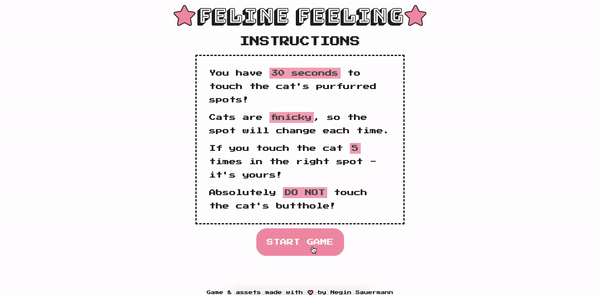 FELINE FEELING
INSTRUCTIONS
You have 30 seconds to
touch the cat's purfurred
spots!
Cats are finicky, so the
spot will change each time.
If you touch the cat 5
times in the right spot -
it's yours!
Absolutely DO NOT touch
the cat's butthole!
START GAME
Game & assets made with ♥ by Negin Sauermann